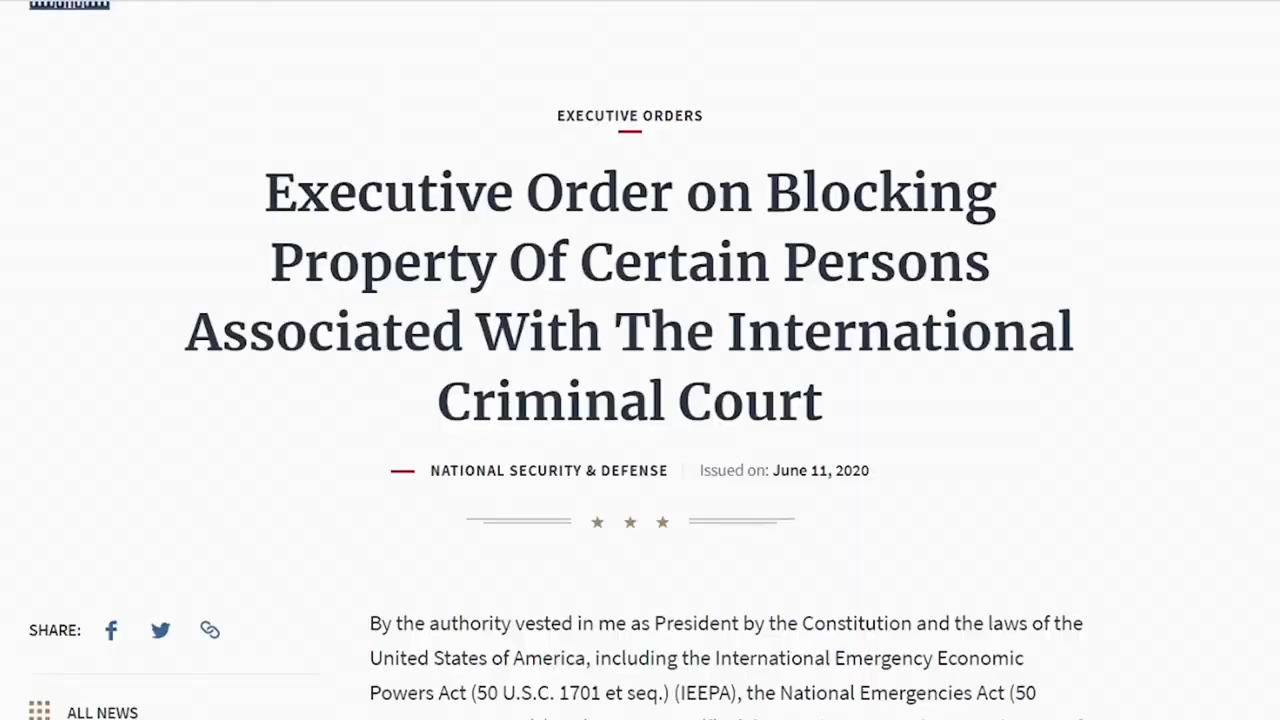 EXECUTIVE ORDERS
Executive Order on Blocking
Property Of Certain Persons
Associated With The International
Criminal Court
NATIONAL SECURITY & DEFENSE
Issued on: June 11, 2020
SHARE:
ALL NEWS
By the authority vested in me as President by the Constitution and the laws of the
United States of America, including the International Emergency Economic
Powers Act (50 U.S.C. 1701 et seq.) (IEEPA), the National Emergencies Act (50